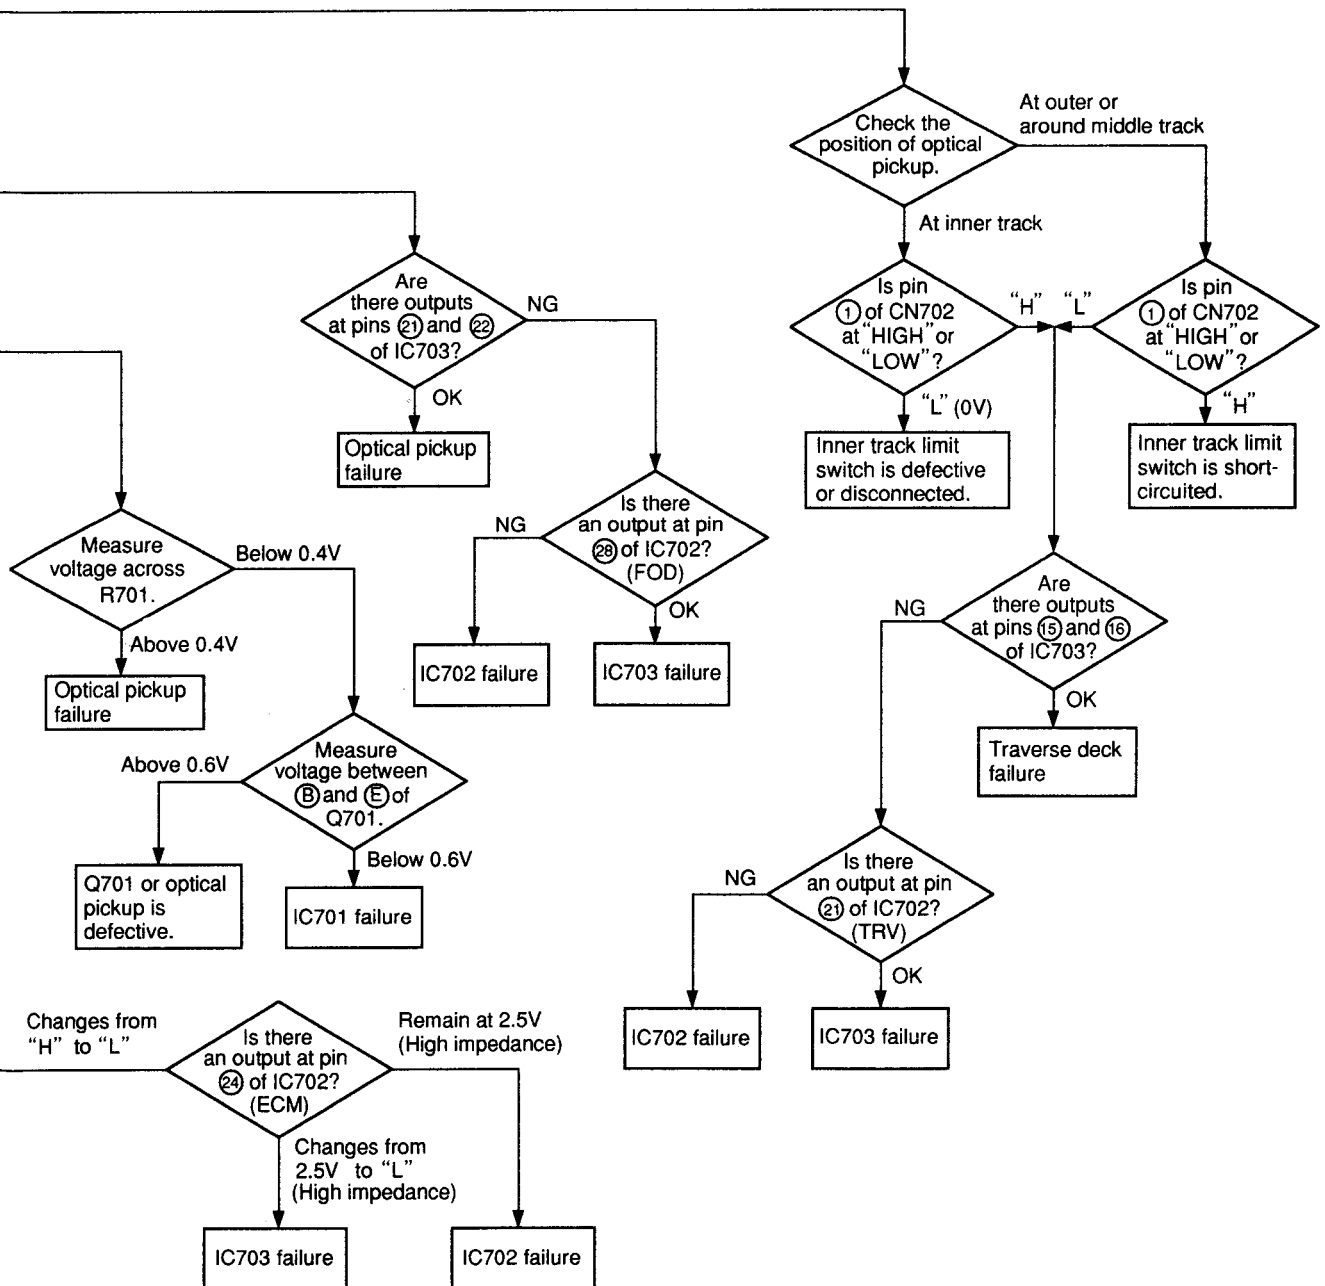 Check the
position of optical
pickup.
At outer or
around middle track
At inner track
Is pin
① of CN702
at “HIGH” or
“LOW”?
“H”
“L”
Is pin
① of CN702
at “HIGH” or
“LOW”?
“L” (0V)
“H”
Inner track limit
switch is defective
or disconnected.
Inner track limit
switch is short-
circuited.
Are
there outputs
at pins ⑮ and ⑯
of IC703?
NG
OK
Traverse deck
failure
Is there
an output at pin
㉑ of IC702?
(TRV)
NG
OK
IC702 failure
IC703 failure
Are
there outputs
at pins ㉑ and ㉒
of IC703?
NG
OK
Optical pickup
failure
Is there
an output at pin
㉘ of IC702?
(FOD)
NG
OK
IC702 failure
IC703 failure
Measure
voltage across
R701.
Below 0.4V
Above 0.4V
Optical pickup
failure
Measure
voltage between
Ⓑ and Ⓔ of
Q701.
Above 0.6V
Below 0.6V
Q701 or optical
pickup is
defective.
IC701 failure
Changes from
“H” to “L”
Is there
an output at pin
㉔ of IC702?
(ECM)
Remain at 2.5V
(High impedance)
Changes from
2.5V to “L”
(High impedance)
IC703 failure
IC702 failure